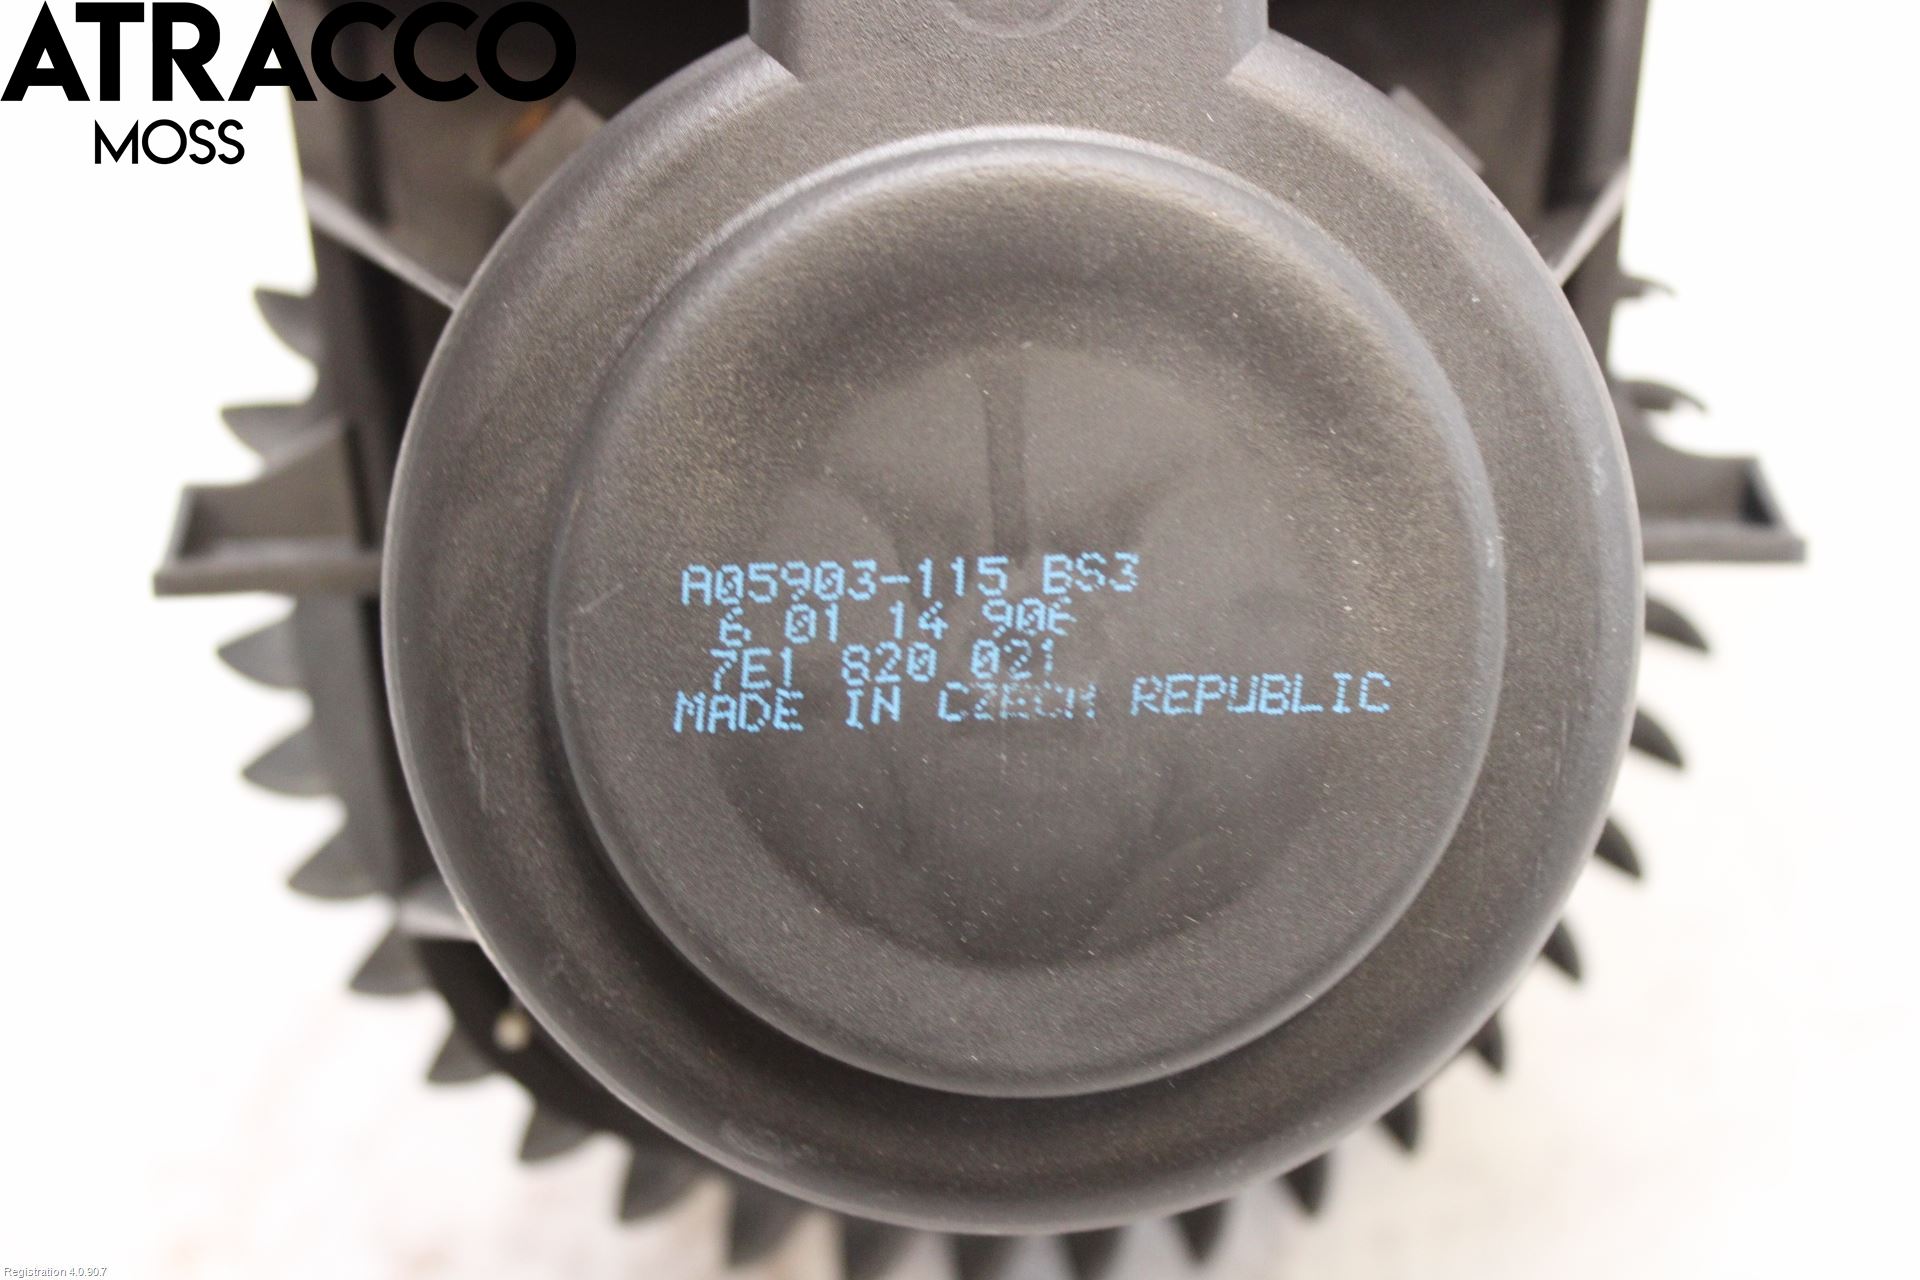 ATRACCO
MOSS
A05903-115 BS3
6 01 14 906
7E1 820 021
MADE IN CZECH REPUBLIC
Registration 4.0.90.7